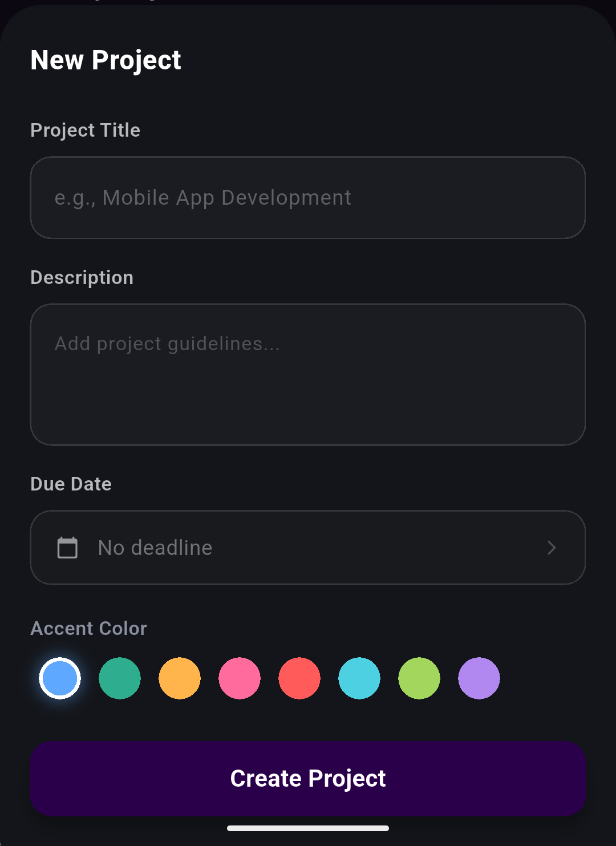 New Project
Project Title
e.g., Mobile App Development
Description
Add project guidelines...
Due Date
No deadline
Accent Color
Create Project